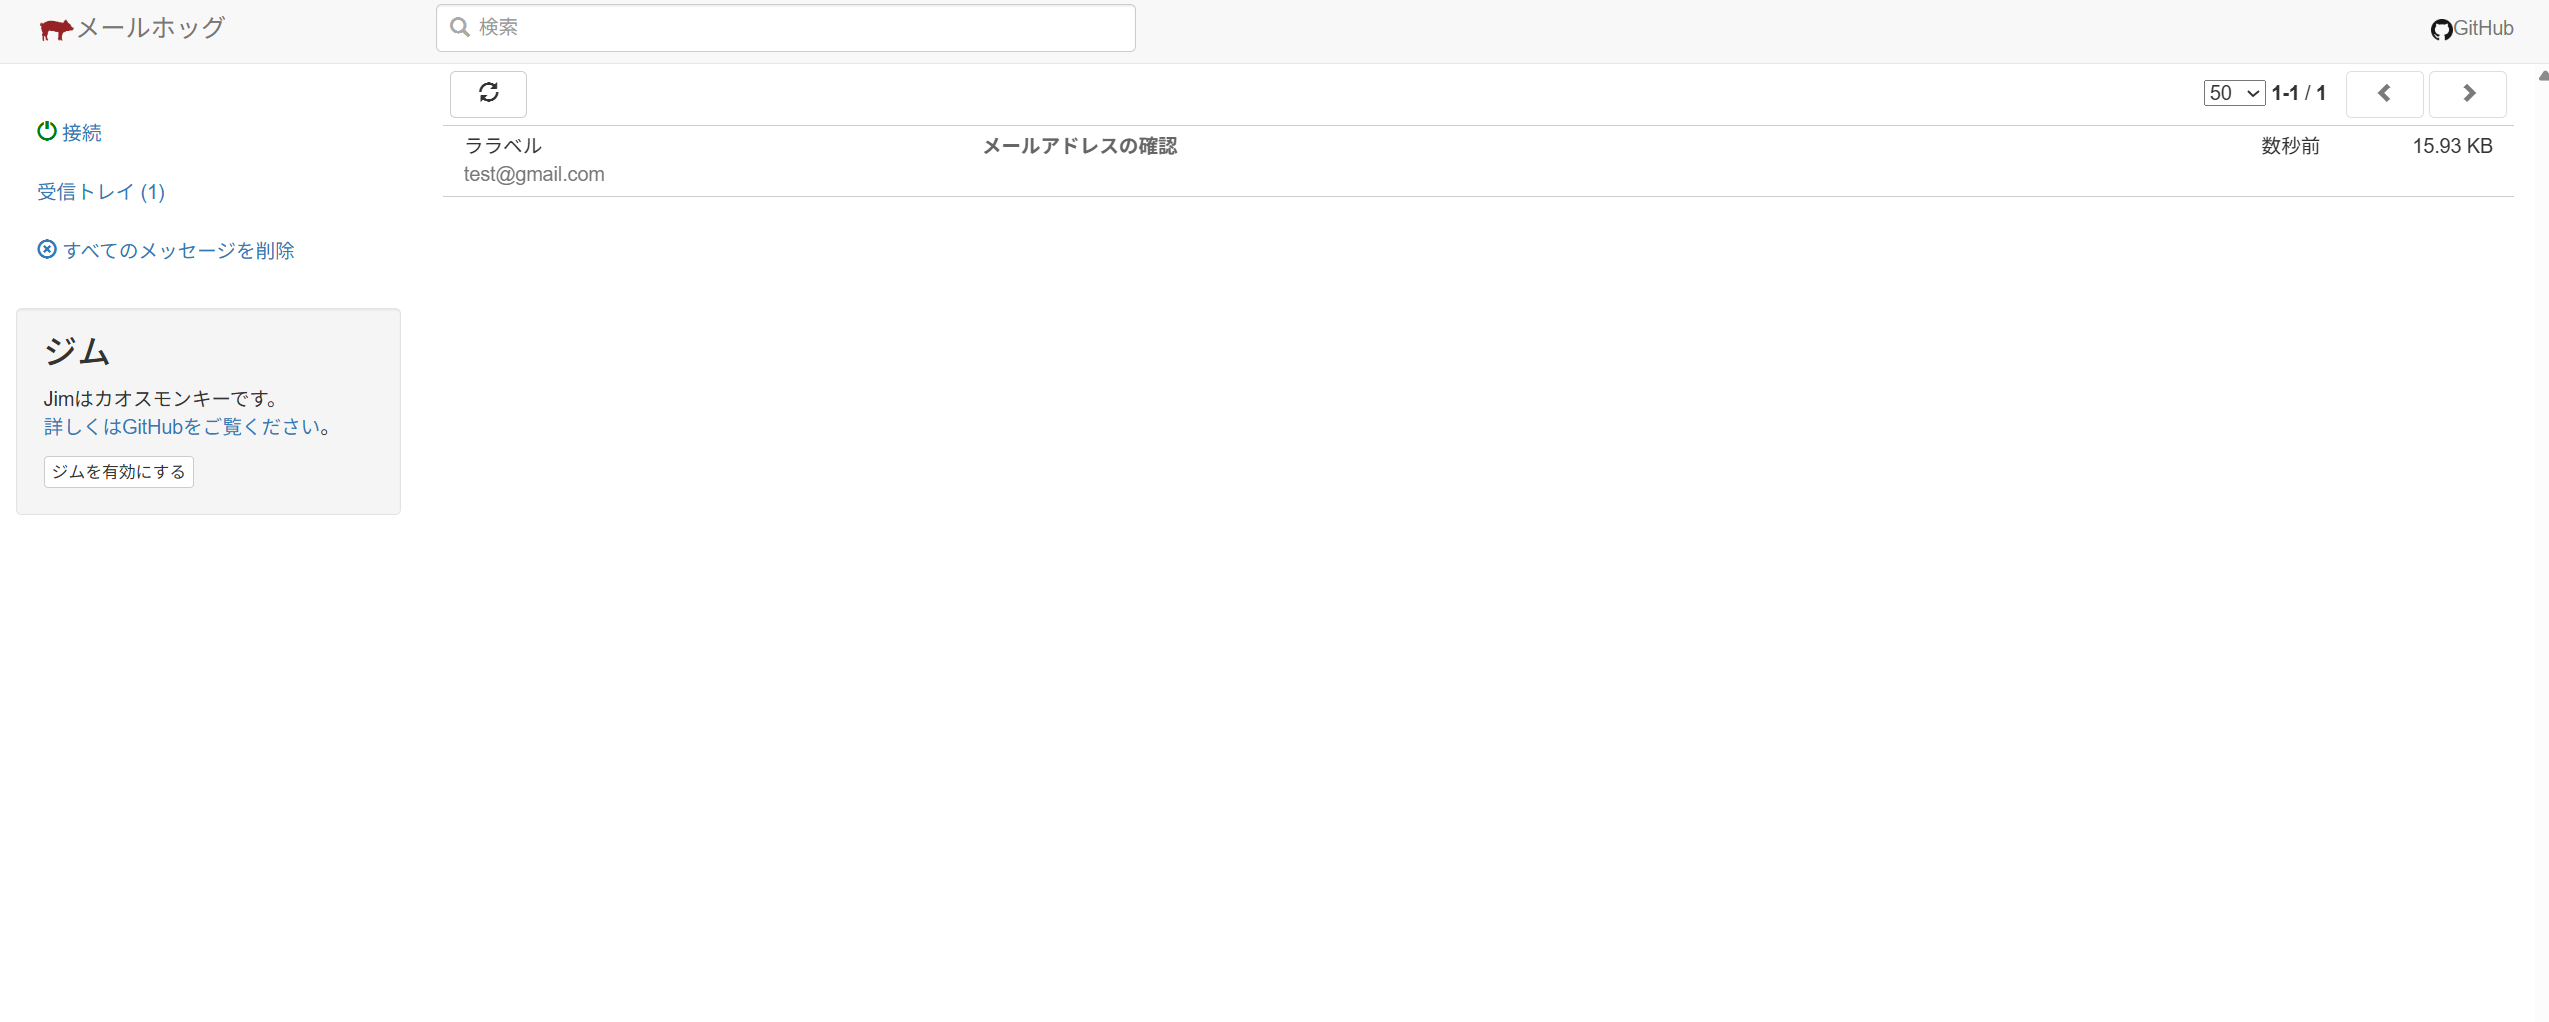 メールホッグ
検索
GitHub
50 1-1 / 1
接続
受信トレイ (1)
すべてのメッセージを削除
ララベル メールアドレスの確認 数秒前 15.93 KB
test@gmail.com
ジム
Jimはカオスモンキーです。
詳しくはGitHubをご覧ください。
ジムを有効にする